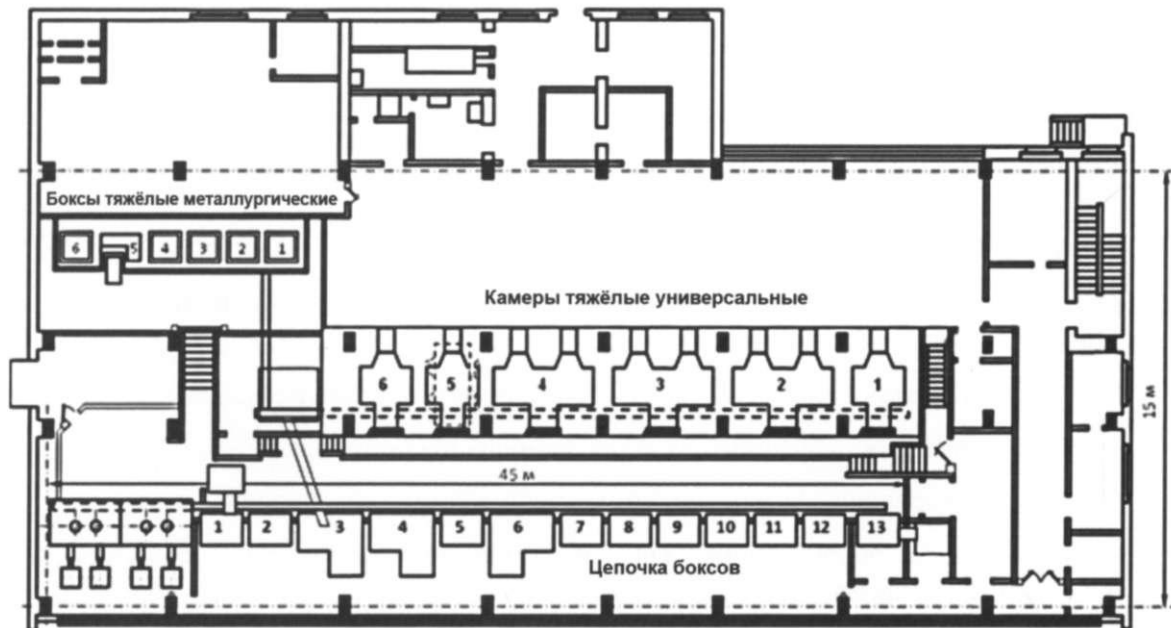 Боксы тяжёлые металлургические
6 5 4 3 2 1
Камеры тяжёлые универсальные
6 5 4 3 2 1
15 м
45 м
1 2 3 4 5 6 7 8 9 10 11 12 13
Цепочка боксов